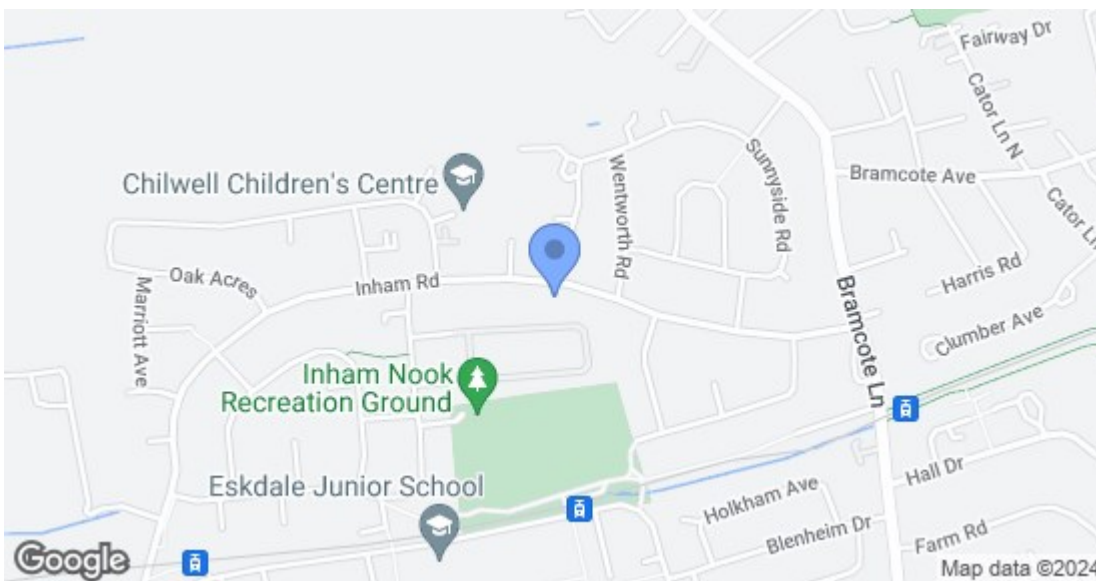 Fairway Dr
Cator Ln N
Chilwell Children's Centre
Wentworth Rd
Sunnyside Rd
Bramcote Ave
Cator Ln
Oak Acres
Inham Rd
Harris Rd
Marriott Ave
Bramcote Ln
Clumber Ave
Inham Nook
Recreation Ground
Eskdale Junior School
Hall Dr
Holkham Ave
Blenheim Dr
Farm Rd
Google
Map data ©2024